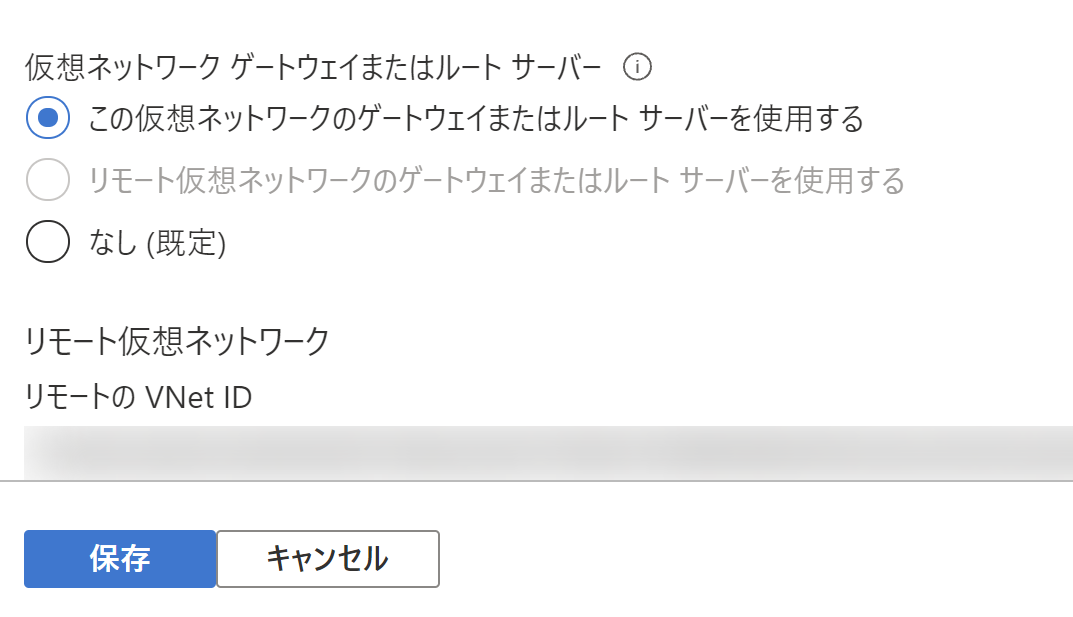 仮想ネットワーク ゲートウェイまたはルート サーバー
この仮想ネットワークのゲートウェイまたはルート サーバーを使用する
リモート仮想ネットワークのゲートウェイまたはルート サーバーを使用する
なし (既定)
リモート仮想ネットワーク
リモートの VNet ID
保存
キャンセル